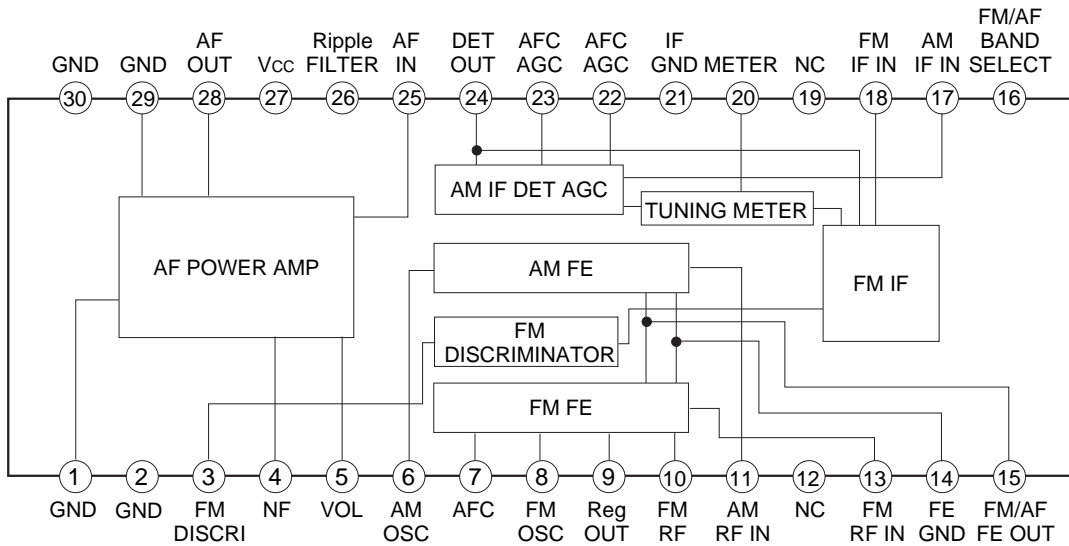 GND
GND
AF
OUT
Vcc
Ripple
FILTER
AF
IN
DET
OUT
AFC
AGC
AFC
AGC
IF
GND
METER
NC
FM
IF IN
AM
IF IN
FM/AF
BAND
SELECT
30
29
28
27
26
25
24
23
22
21
20
19
18
17
16
AM IF DET AGC
TUNING METER
AF POWER AMP
AM FE
FM IF
FM
DISCRIMINATOR
FM FE
1
2
3
4
5
6
7
8
9
10
11
12
13
14
15
GND
GND
FM
DISCRI
NF
VOL
AM
OSC
AFC
FM
OSC
Reg
OUT
FM
RF
AM
RF IN
NC
FM
RF IN
FE
GND
FM/AF
FE OUT